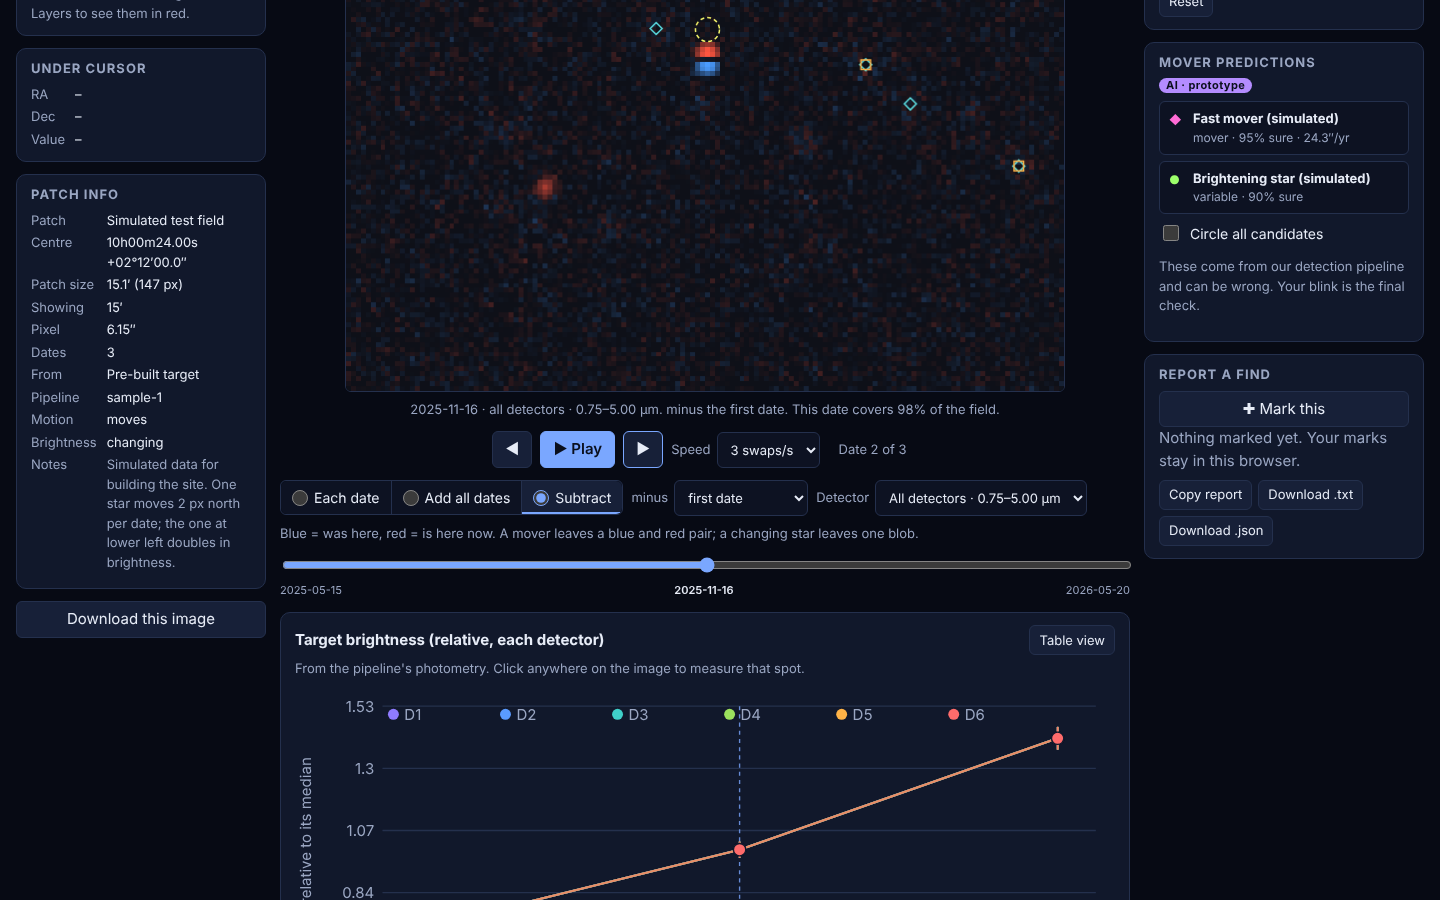 Layers to see them in red.
UNDER CURSOR
RA –
Dec –
Value –
PATCH INFO
Patch Simulated test field
Centre 10h00m24.00s
+02°12′00.0″
Patch size 15.1′ (147 px)
Showing 15′
Pixel 6.15″
Dates 3
From Pre-built target
Pipeline sample-1
Motion moves
Brightness changing
Notes Simulated data for
building the site. One
star moves 2 px north
per date; the one at
lower left doubles in
brightness.
Download this image
2025-11-16 · all detectors · 0.75–5.00 µm. minus the first date. This date covers 98% of the field.
◀ ▶ Play ▶ Speed 3 swaps/s Date 2 of 3
Each date Add all dates Subtract minus first date Detector All detectors · 0.75–5.00 µm
Blue = was here, red = is here now. A mover leaves a blue and red pair; a changing star leaves one blob.
2025-05-15 2025-11-16 2026-05-20
Target brightness (relative, each detector) Table view
From the pipeline's photometry. Click anywhere on the image to measure that spot.
D1 D2 D3 D4 D5 D6
1.53
1.3
1.07
0.84
relative to its median
Reset
MOVER PREDICTIONS
AI · prototype
Fast mover (simulated)
mover · 95% sure · 24.3″/yr
Brightening star (simulated)
variable · 90% sure
Circle all candidates
These come from our detection pipeline
and can be wrong. Your blink is the final
check.
REPORT A FIND
✚ Mark this
Nothing marked yet. Your marks
stay in this browser.
Copy report Download .txt
Download .json